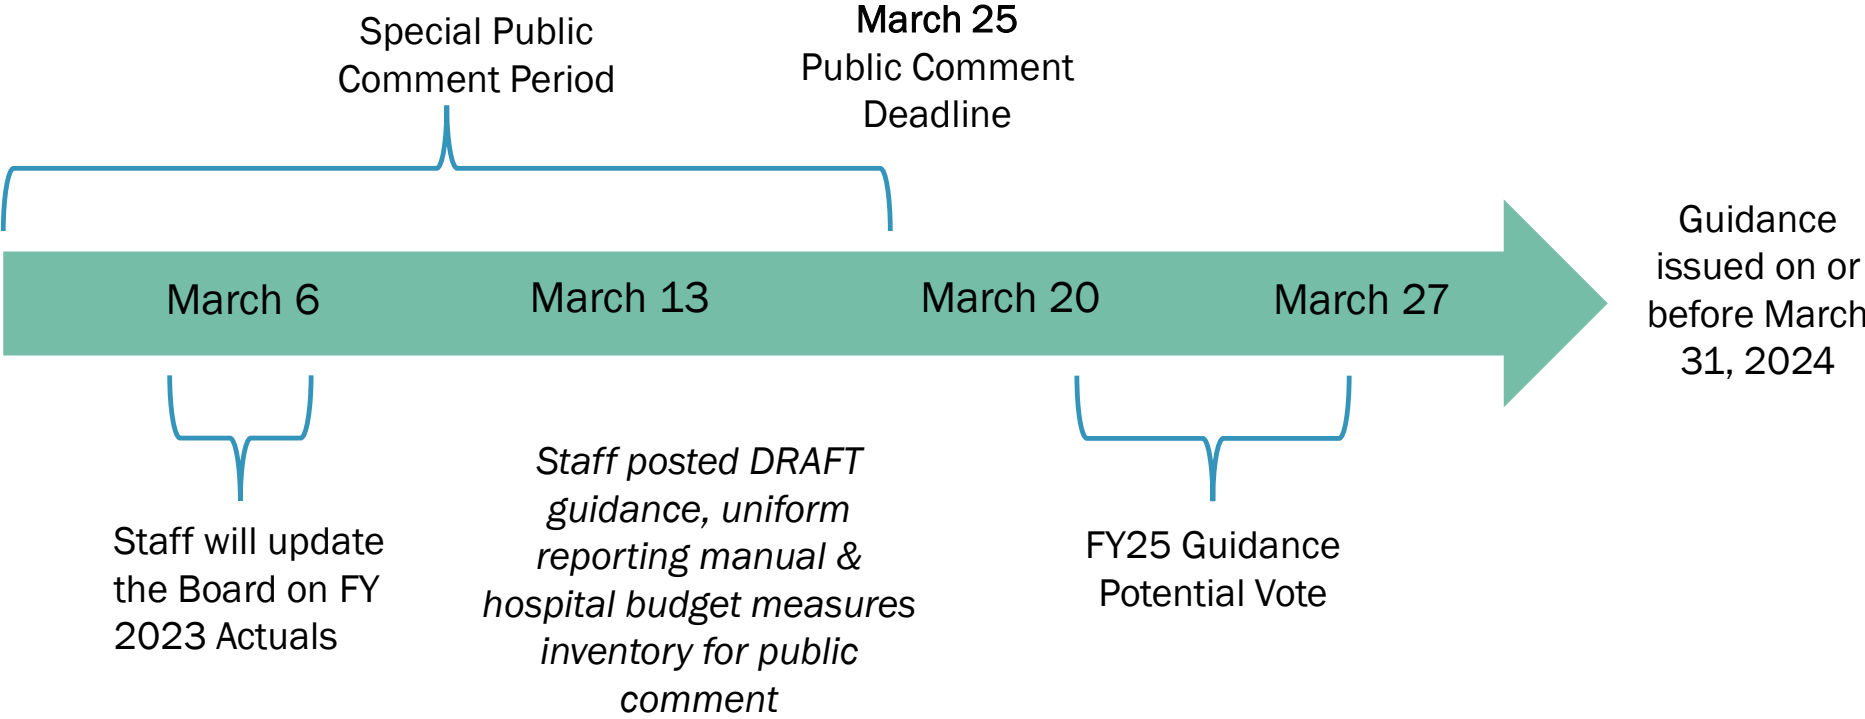 Special Public
Comment Period
March 25
Public Comment
Deadline
March 6
March 13
March 20
March 27
Guidance
issued on or
before March
31, 2024
Staff will update
the Board on FY
2023 Actuals
Staff posted DRAFT
guidance, uniform
reporting manual &
hospital budget measures
inventory for public
comment
FY25 Guidance
Potential Vote